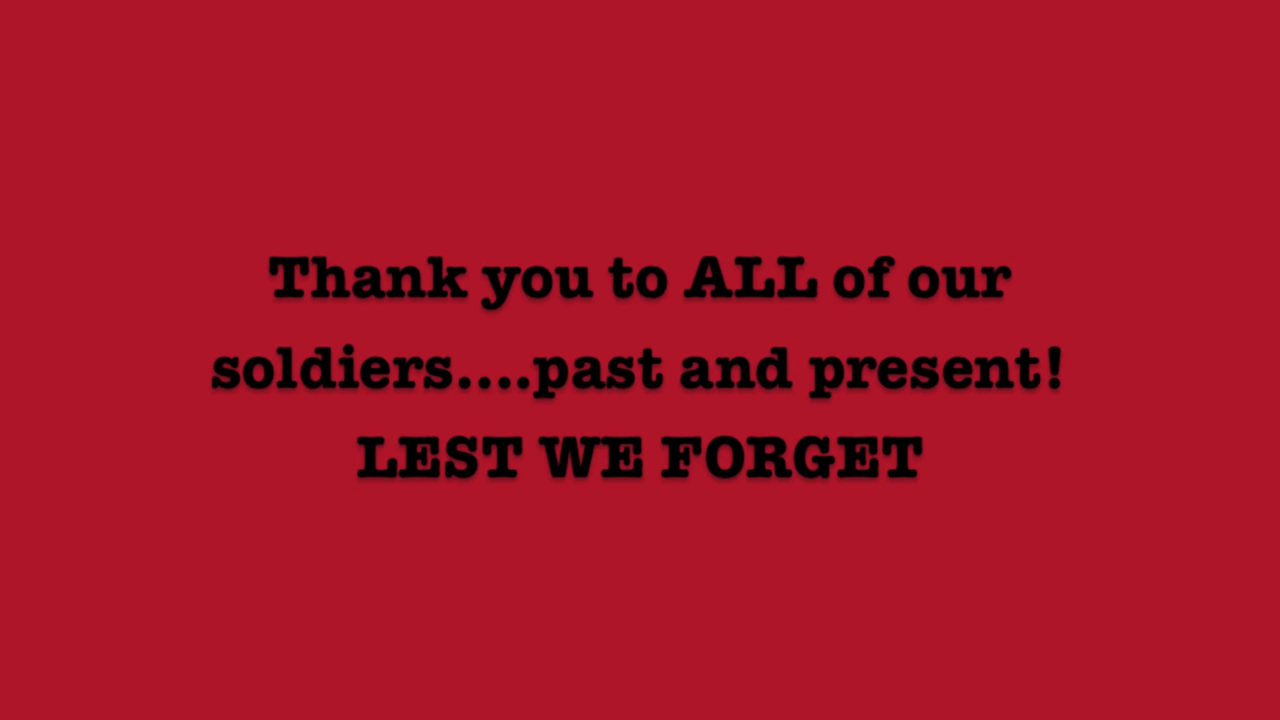 Thank you to ALL of our
soldiers....past and present!
LEST WE FORGET